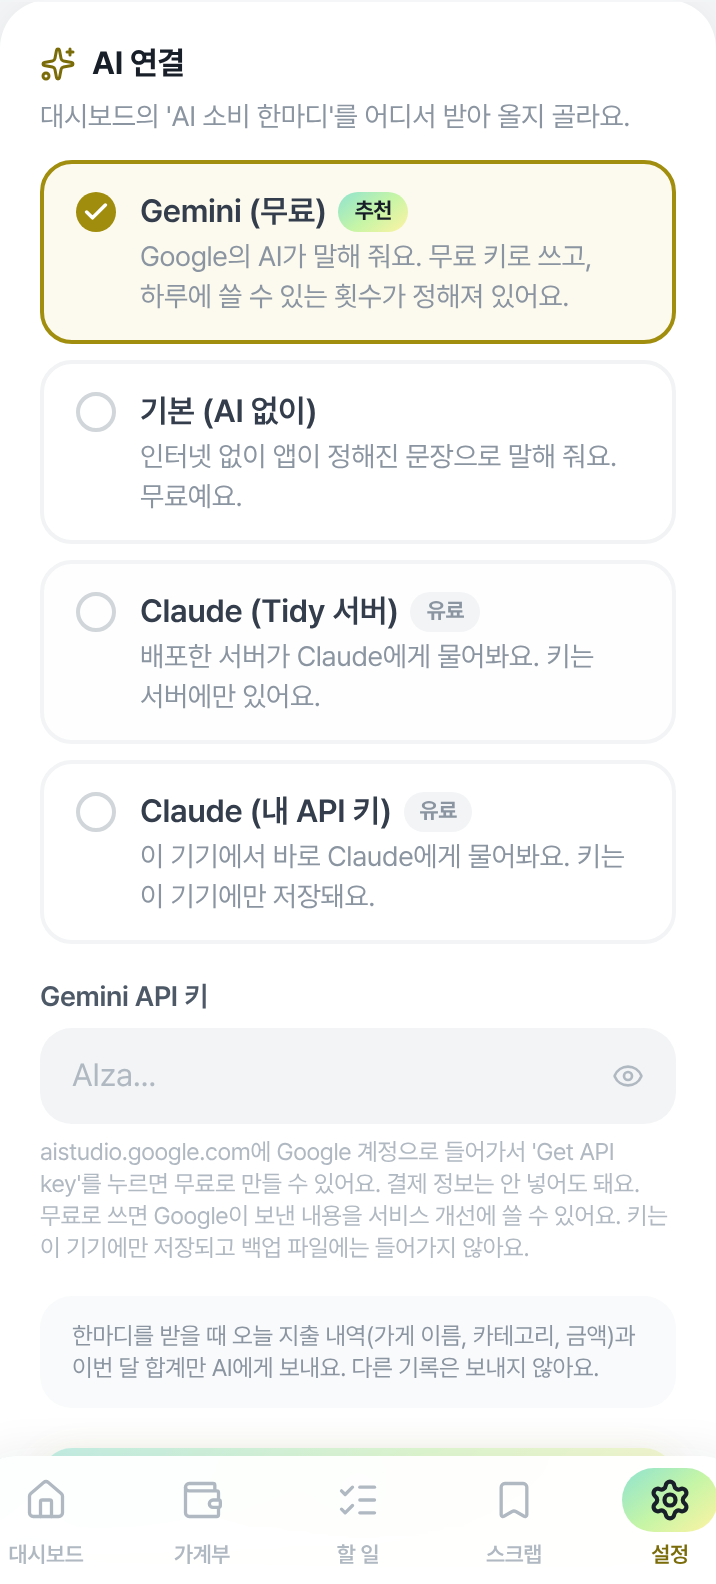 AI 연결
대시보드의 'AI 소비 한마디'를 어디서 받아 올지 골라요.
Gemini (무료) 추천
Google의 AI가 말해 줘요. 무료 키로 쓰고,
하루에 쓸 수 있는 횟수가 정해져 있어요.
기본 (AI 없이)
인터넷 없이 앱이 정해진 문장으로 말해 줘요.
무료예요.
Claude (Tidy 서버) 유료
배포한 서버가 Claude에게 물어봐요. 키는
서버에만 있어요.
Claude (내 API 키) 유료
이 기기에서 바로 Claude에게 물어봐요. 키는
이 기기에만 저장돼요.
Gemini API 키
AIza...
aistudio.google.com에 Google 계정으로 들어가서 'Get API
key'를 누르면 무료로 만들 수 있어요. 결제 정보는 안 넣어도 돼요.
무료로 쓰면 Google이 보낸 내용을 서비스 개선에 쓸 수 있어요. 키는
이 기기에만 저장되고 백업 파일에는 들어가지 않아요.
한마디를 받을 때 오늘 지출 내역(가게 이름, 카테고리, 금액)과
이번 달 합계만 AI에게 보내요. 다른 기록은 보내지 않아요.
대시보드 가계부 할 일 스크랩 설정